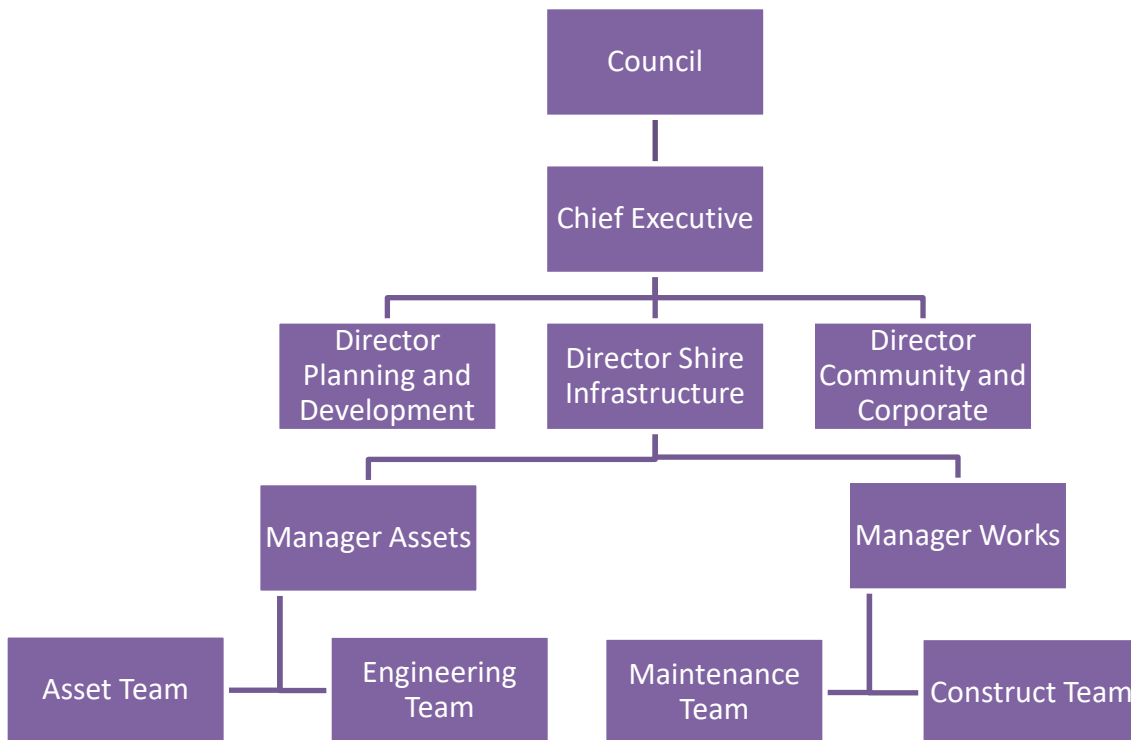 Council
Chief Executive
Director
Planning and
Development
Director Shire
Infrastructure
Director
Community and
Corporate
Manager Assets
Manager Works
Asset Team
Engineering
Team
Maintenance
Team
Construct Team